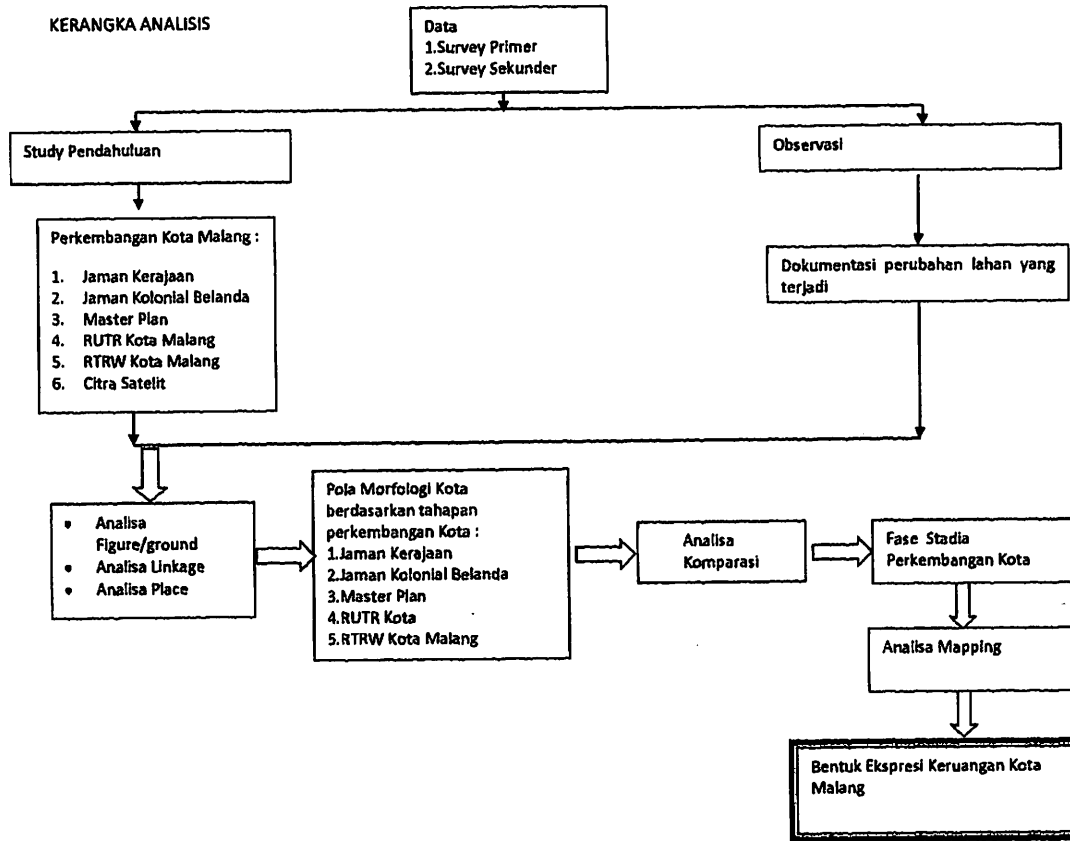 KERANGKA ANALISIS
Data
1.Survey Primer
2.Survey Sekunder
Study Pendahuluan
Observasi
Perkembangan Kota Malang :
1. Jaman Kerajaan
2. Jaman Kolonial Belanda
3. Master Plan
4. RUTR Kota Malang
5. RTRW Kota Malang
6. Citra Satelit
Dokumentasi perubahan lahan yang
terjadi
• Analisa
Figure/ground
• Analisa Linkage
• Analisa Place
Pola Morfologi Kota
berdasarkan tahapan
perkembangan Kota :
1.Jaman Kerajaan
2.Jaman Kolonial Belanda
3.Master Plan
4.RUTR Kota
5.RTRW Kota Malang
Analisa
Komparasi
Fase Stadia
Perkembangan Kota
Analisa Mapping
Bentuk Ekspresi Keruangan Kota
Malang